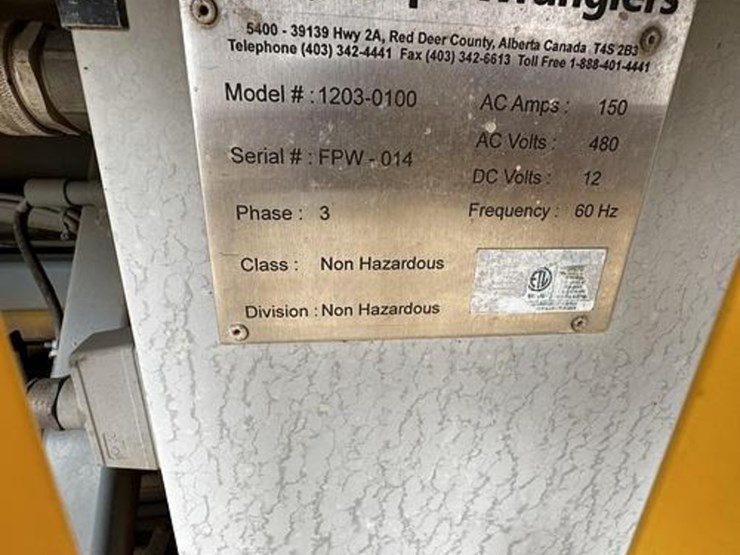 Wranglers
5400 - 39139 Hwy 2A, Red Deer County, Alberta Canada T4S 2B3
Telephone (403) 342-4441 Fax (403) 342-6613 Toll Free 1-888-401-4441
Model # : 1203-0100
AC Amps : 150
AC Volts : 480
Serial # : FPW - 014
DC Volts : 12
Phase : 3
Frequency : 60 Hz
Class : Non Hazardous
ETL
Division : Non Hazardous